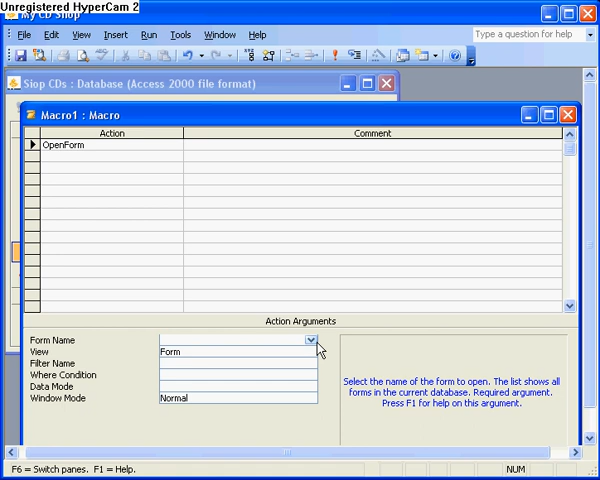 Unregistered HyperCam 2
My CD Shop
File Edit View Insert Run Tools Window Help Type a question for help
Siop CDs : Database (Access 2000 file format)
Macro1 : Macro
Action Comment
OpenForm
Action Arguments
Form Name
View Form
Filter Name
Where Condition
Data Mode
Window Mode Normal
Select the name of the form to open. The list shows all
forms in the current database. Required argument.
Press F1 for help on this argument.
F6 = Switch panes. F1 = Help. NUM